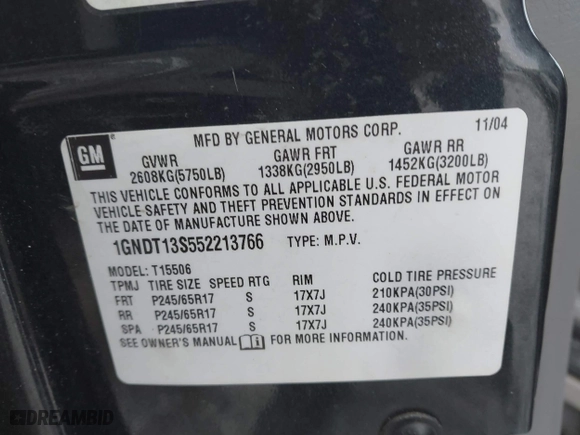 MFD BY GENERAL MOTORS CORP. 11/04
GM
GVWR GAWR FRT GAWR RR
2608KG(5750LB) 1338KG(2950LB) 1452KG(3200LB)
THIS VEHICLE CONFORMS TO ALL APPLICABLE U.S. FEDERAL MOTOR
VEHICLE SAFETY AND THEFT PREVENTION STANDARDS IN EFFECT ON
THE DATE OF MANUFACTURE SHOWN ABOVE.
1GNDT13S552213766 TYPE: M.P.V.
MODEL: T15506
TPMJ TIRE SIZE SPEED RTG RIM COLD TIRE PRESSURE
FRT P245/65R17 S 17X7J 210KPA(30PSI)
RR P245/65R17 S 17X7J 240KPA(35PSI)
SPA P245/65R17 S 17X7J 240KPA(35PSI)
SEE OWNER'S MANUAL FOR MORE INFORMATION.
DREAMBID